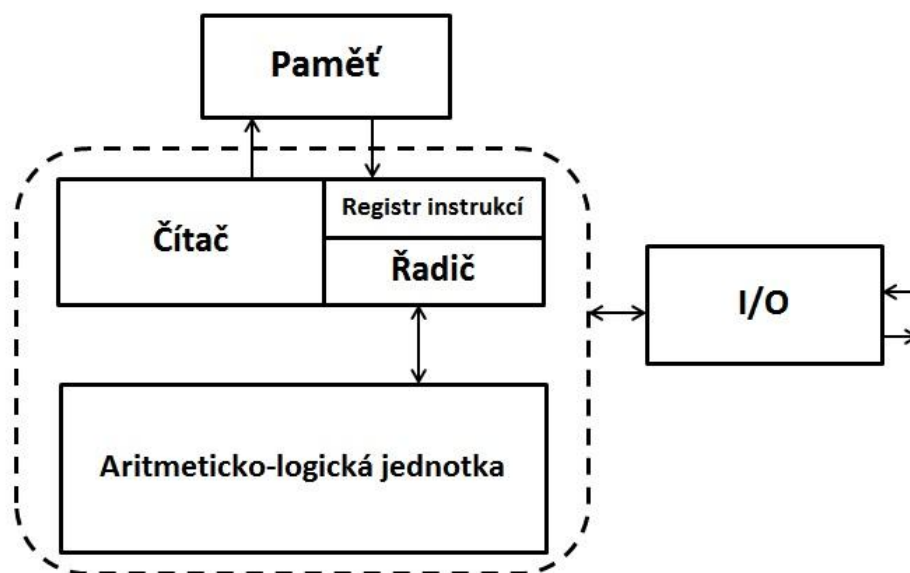 Paměť
Čítač
Registr instrukcí
Řadič
I/O
Aritmeticko-logická jednotka